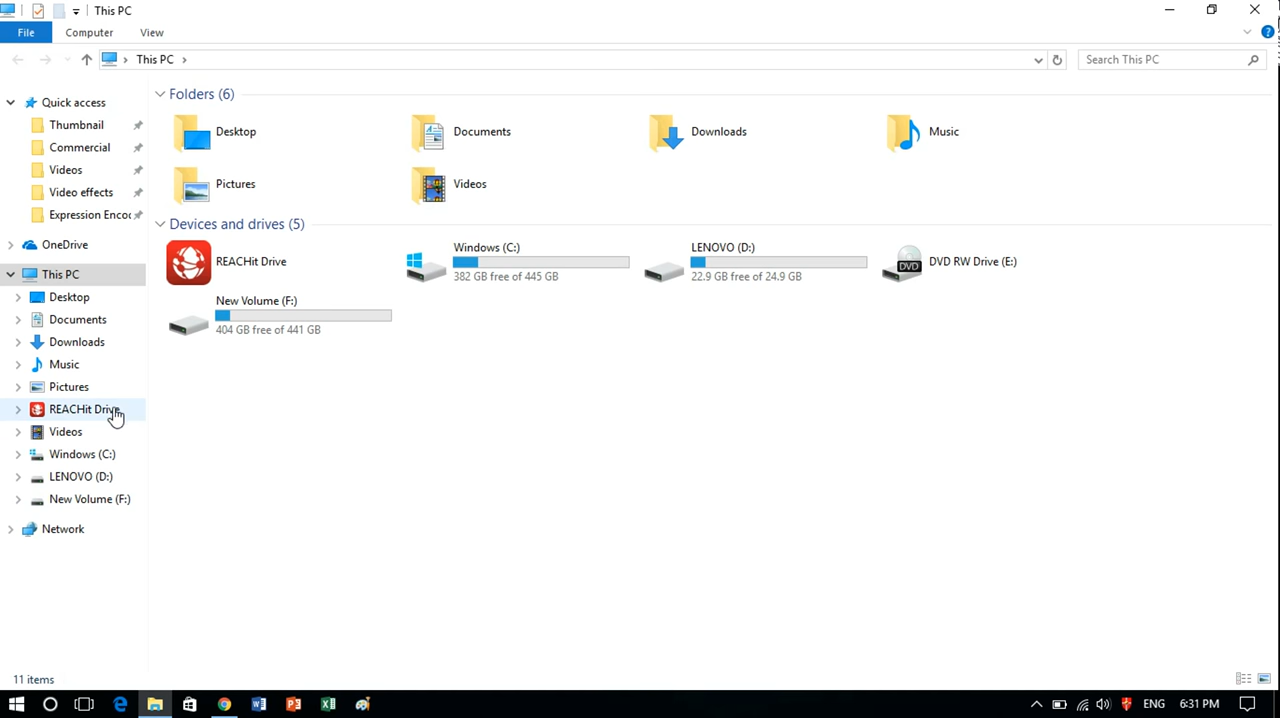 This PC
File Computer View
This PC
Search This PC
Quick access
Thumbnail
Commercial
Videos
Video effects
Expression Enco
OneDrive
This PC
Desktop
Documents
Downloads
Music
Pictures
REACHit Drive
Videos
Windows (C:)
LENOVO (D:)
New Volume (F:)
Network
Folders (6)
Desktop
Documents
Downloads
Music
Pictures
Videos
Devices and drives (5)
REACHit Drive
Windows (C:)
382 GB free of 445 GB
LENOVO (D:)
22.9 GB free of 24.9 GB
DVD RW Drive (E:)
DVD
New Volume (F:)
404 GB free of 441 GB
11 items
ENG 6:31 PM